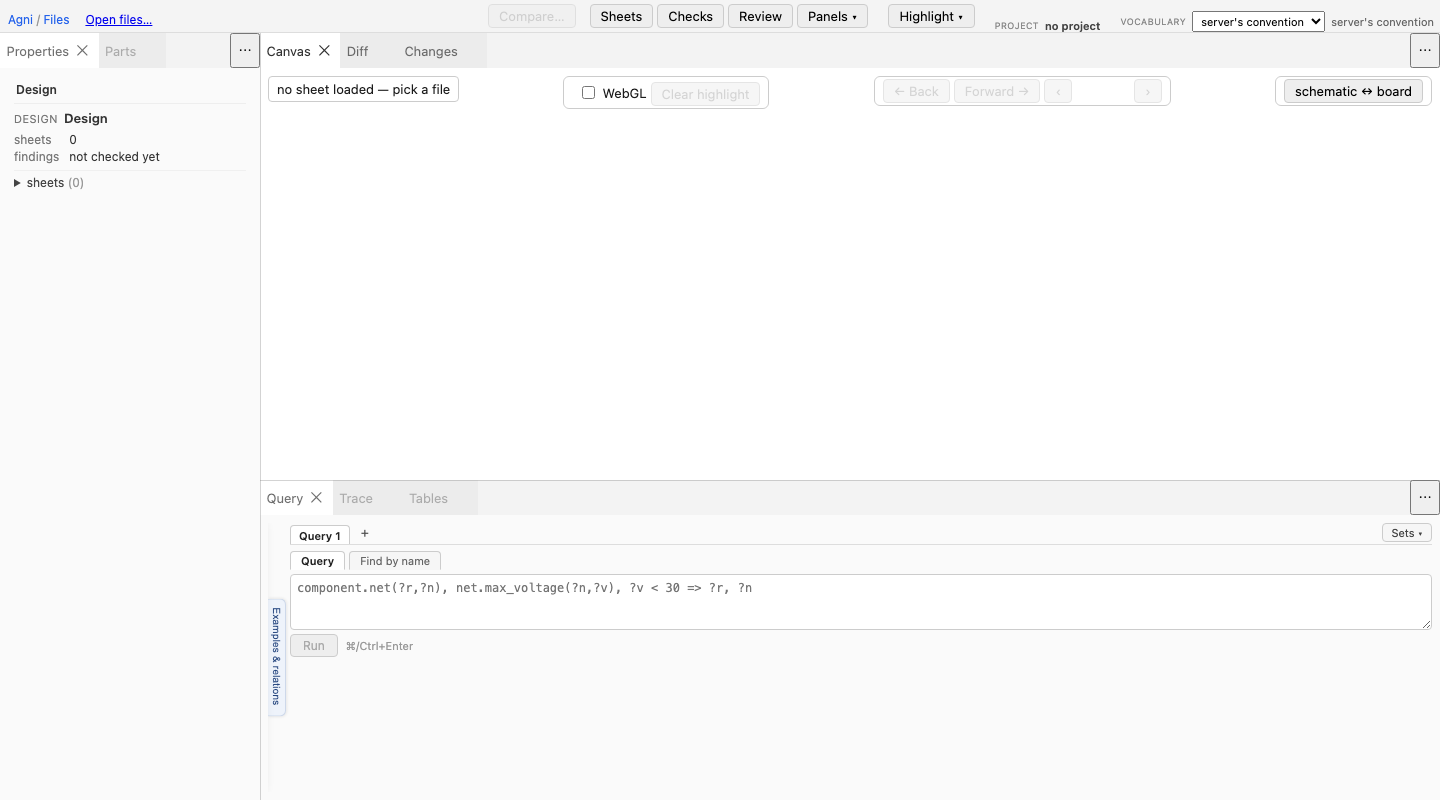 Agni / Files Open files... Compare... Sheets Checks Review Panels ▾ Highlight ▾ PROJECT no project VOCABULARY server's convention server's convention
Properties Parts ... Canvas Diff Changes ...
Design
DESIGN Design
sheets 0
findings not checked yet
▶ sheets (0)
no sheet loaded — pick a file WebGL Clear highlight ← Back Forward → ‹ › schematic ↔ board
Query Trace Tables ...
Query 1 + Sets ▾
Query Find by name
component.net(?r,?n), net.max_voltage(?n,?v), ?v < 30 => ?r, ?n
Run ⌘/Ctrl+Enter
Examples & relations